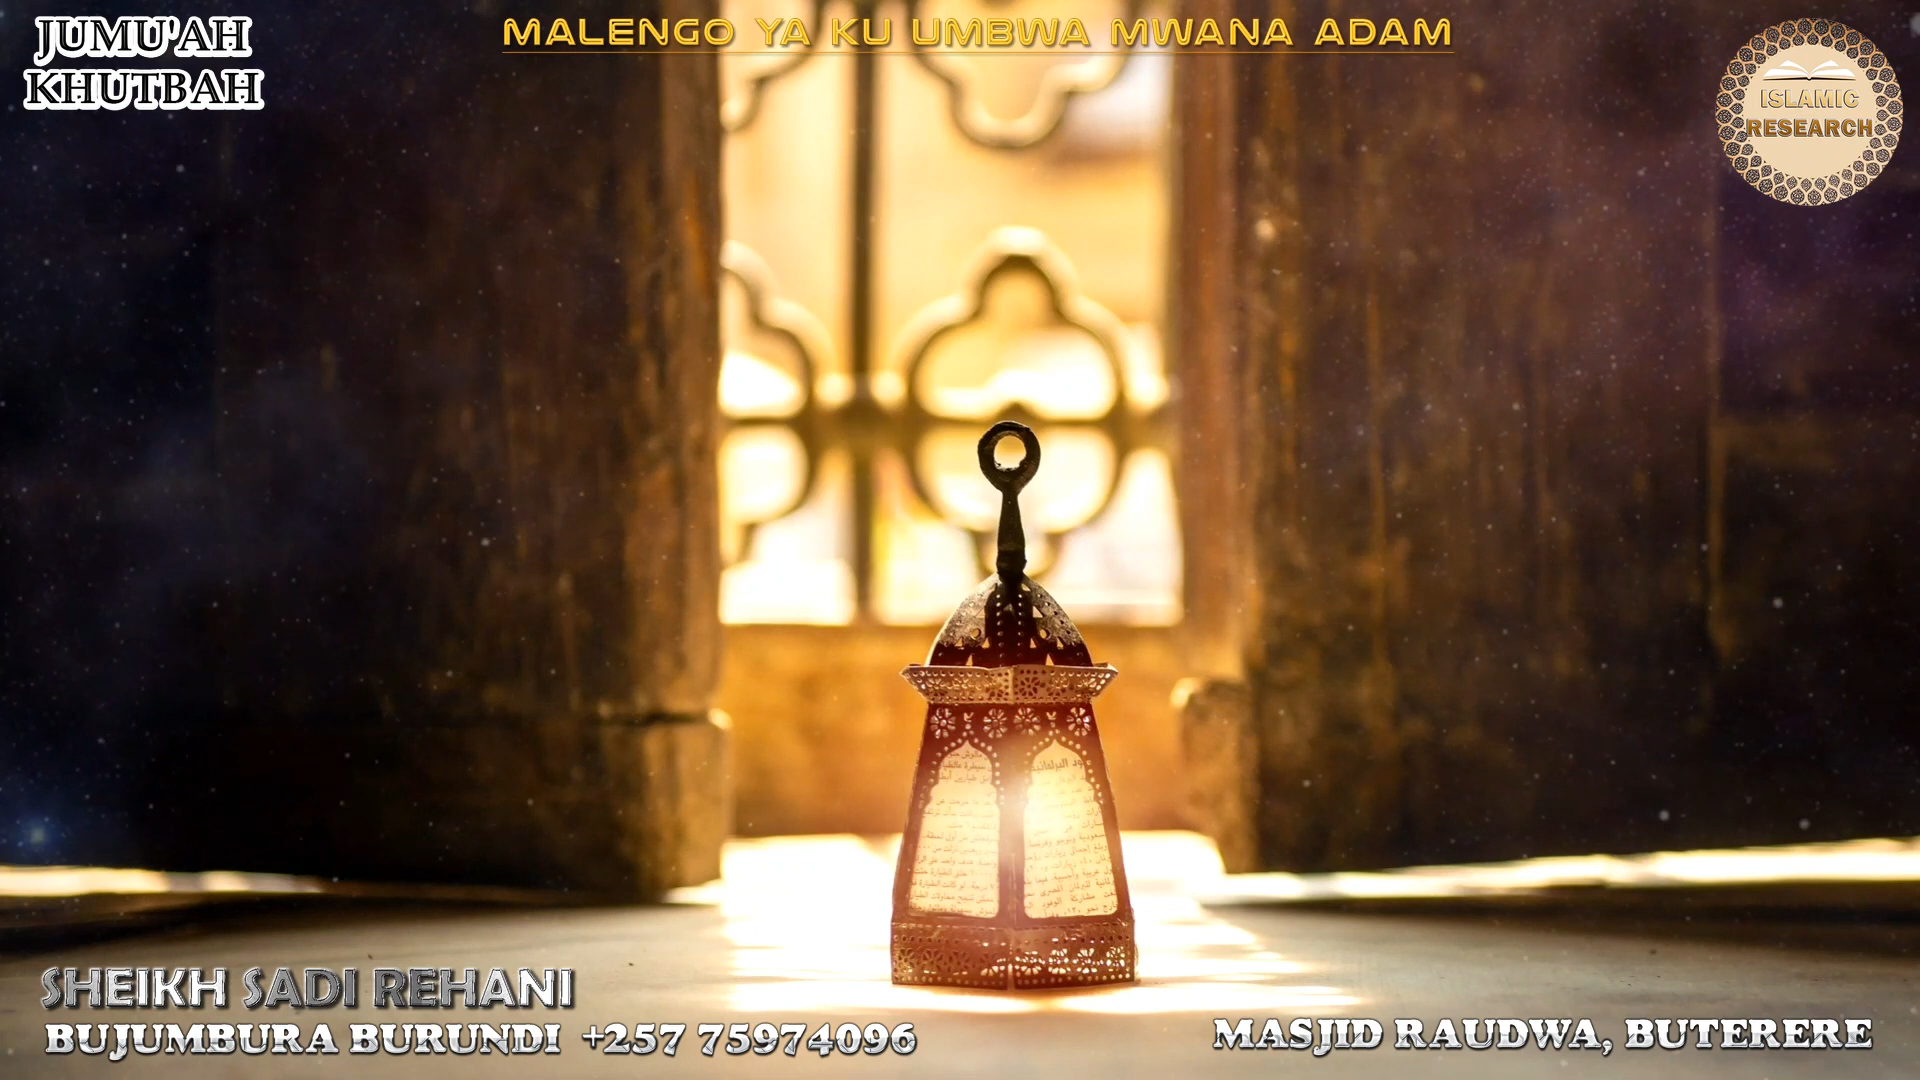 JUMU'AH
KHUTBAH
MALENGO YA KU UMBWA MWANA ADAM
ISLAMIC
RESEARCH
SHEIKH SADI REHANI
BUJUMBURA BURUNDI +257 75974096
MASJID RAUDWA, BUTERERE